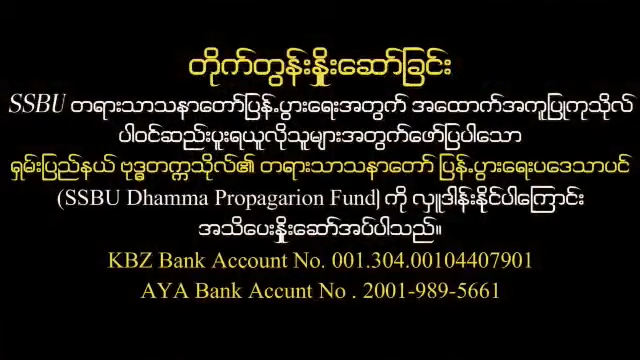 တိုက်တွန်းနှိုးဆော်ခြင်း
SSBU တရားသာသနာတော်ပြန့်ပွားရေးအတွက် အထောက်အကူပြုကုသိုလ်
ပါဝင်ဆည်းပူးရယူလိုသူများအတွက်ဖော်ပြပါသော
ရှမ်းပြည်နယ် ဗုဒ္ဓတက္ကသိုလ်၏ တရားသာသနာတော် ပြန့်ပွားရေးပဒေသာပင်
(SSBU Dhamma Propagarion Fund) ကို လှူဒါန်းနိုင်ပါကြောင်း
အသိပေးနှိုးဆော်အပ်ပါသည်။
KBZ Bank Account No. 001.304.00104407901
AYA Bank Accunt No . 2001-989-5661